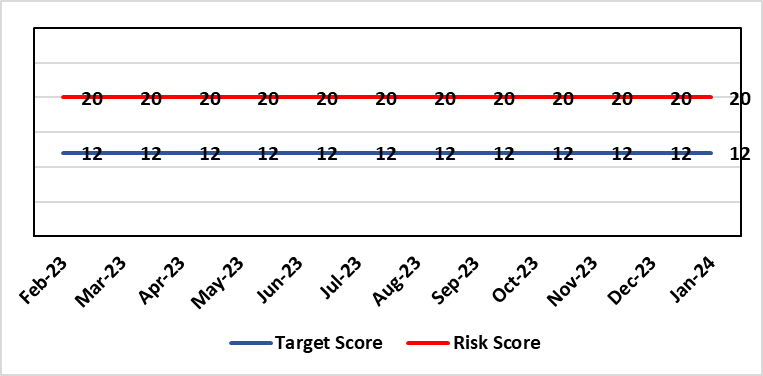 20 20 20 20 20 20 20 20 20 20 20 20
12 12 12 12 12 12 12 12 12 12 12 12
Feb-23 Mar-23 Apr-23 May-23 Jun-23 Jul-23 Aug-23 Sep-23 Oct-23 Nov-23 Dec-23 Jan-24
Target Score Risk Score